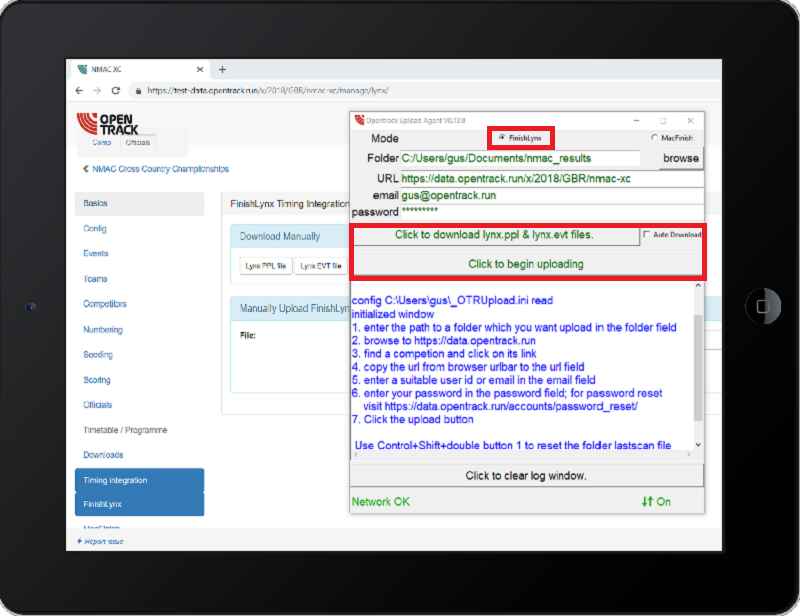 NMAC XC
https://test-data.opentrack.run/x/2018/GBR/nmac-xc/manage/lynx/
OPEN
TRACK
Comp Officials
NMAC Cross Country Championships
Basics
Config
Events
Teams
Competitors
Numbering
Seeding
Scoring
Officials
Timetable / Programme
Downloads
Timing integration
FinishLynx
MacFinish
Report issue
FinishLynx Timing Integration
Download Manually
Lynx PPL file Lynx EVT file
Manually Upload FinishLyn
File:
Opentrack Upload Agent V0.13.0
Mode FinishLynx MacFinish
Folder C:/Users/gus/Documents/nmac_results browse
URL https://data.opentrack.run/x/2018/GBR/nmac-xc
email gus@opentrack.run
password *********
Click to download lynx.ppl & lynx.evt files. Auto Download
Click to begin uploading
config C:\Users\gus\_OTRUpload.ini read
initialized window
1. enter the path to a folder which you want upload in the folder field
2. browse to https://data.opentrack.run
3. find a competion and click on its link
4. copy the url from browser urlbar to the url field
5. enter a suitable user id or email in the email field
6. enter your password in the password field; for password reset
visit https://data.opentrack.run/accounts/password_reset/
7. Click the upload button
Use Control+Shift+double button 1 to reset the folder lastscan file
Click to clear log window.
Network OK On